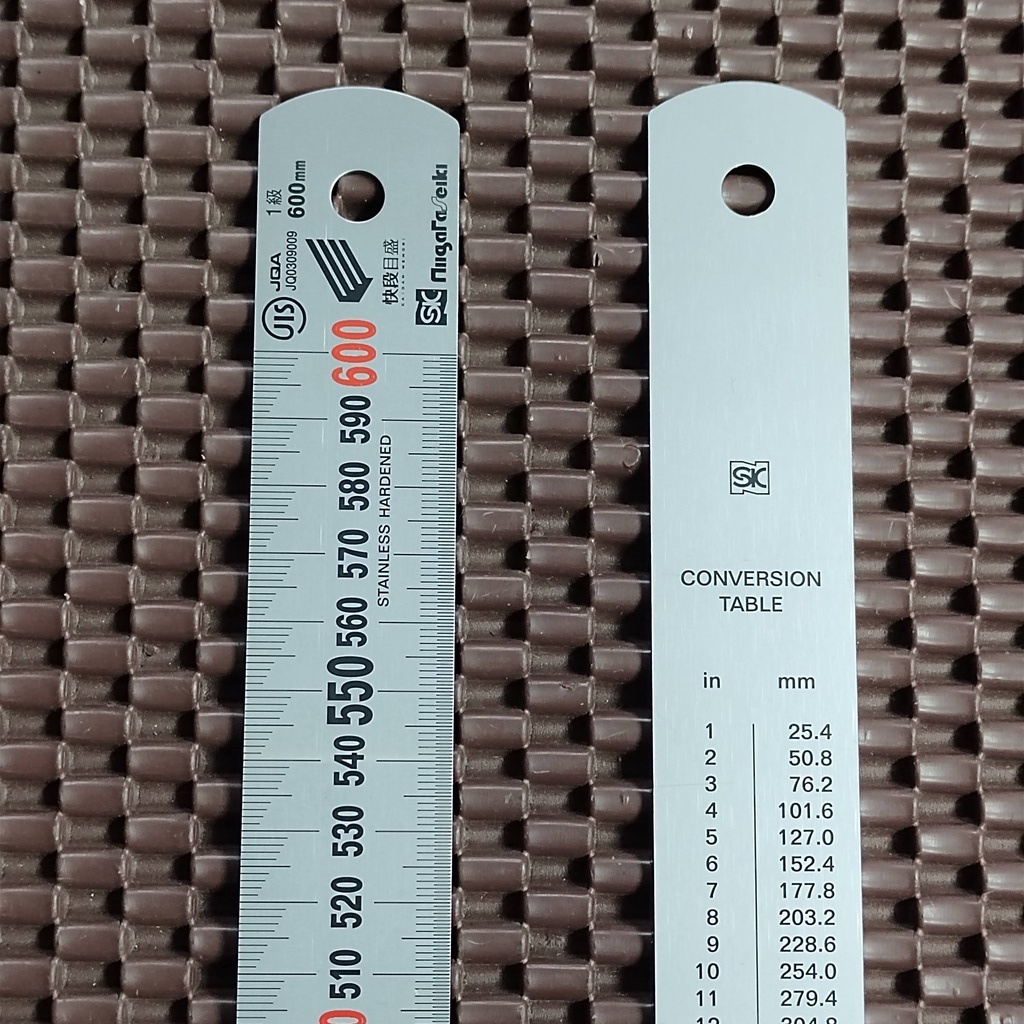 1級
600mm
JIS
JQA
JQ0309009
快段目盛
SK niigataseiki
600
590
580
570
560
550
540
530
520
510
STAINLESS HARDENED
SK
CONVERSION
TABLE
in mm
1 25.4
2 50.8
3 76.2
4 101.6
5 127.0
6 152.4
7 177.8
8 203.2
9 228.6
10 254.0
11 279.4
12 304.8